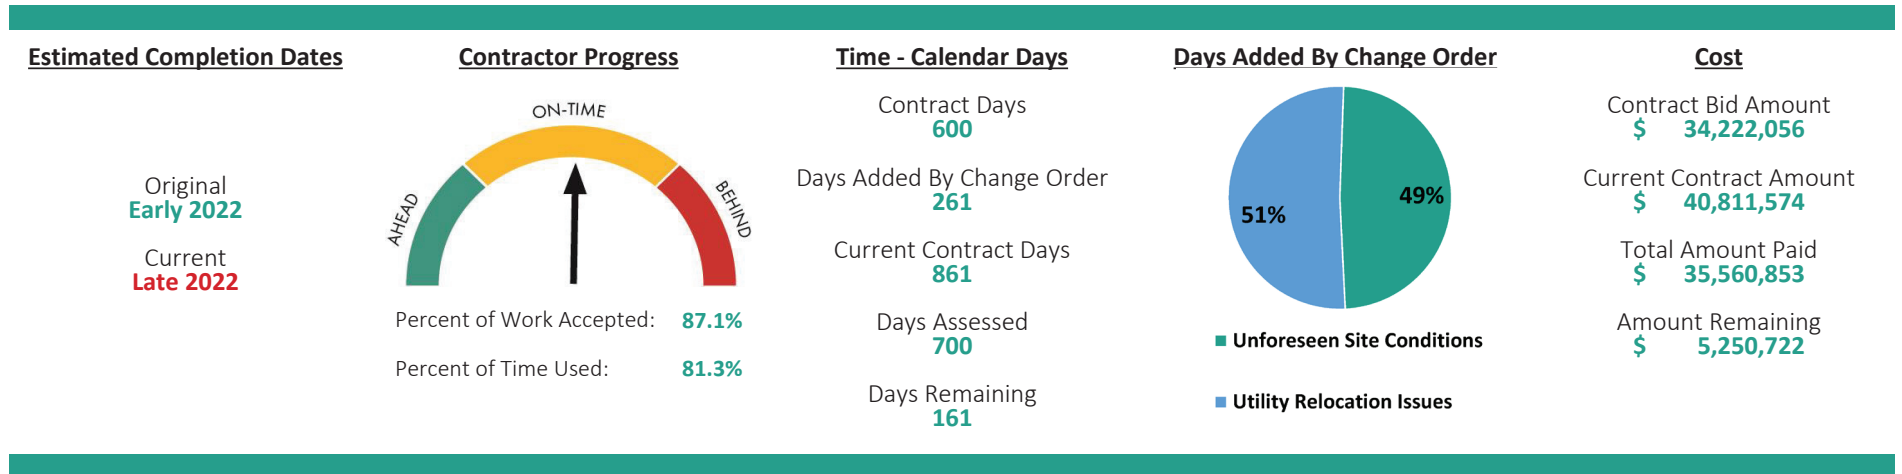 Estimated Completion Dates
Original
Early 2022
Current
Late 2022
Contractor Progress
AHEAD
ON-TIME
BEHIND
Percent of Work Accepted: 87.1%
Percent of Time Used: 81.3%
Time - Calendar Days
Contract Days
600
Days Added By Change Order
261
Current Contract Days
861
Days Assessed
700
Days Remaining
161
Days Added By Change Order
51%
49%
Unforeseen Site Conditions
Utility Relocation Issues
Cost
Contract Bid Amount
$ 34,222,056
Current Contract Amount
$ 40,811,574
Total Amount Paid
$ 35,560,853
Amount Remaining
$ 5,250,722